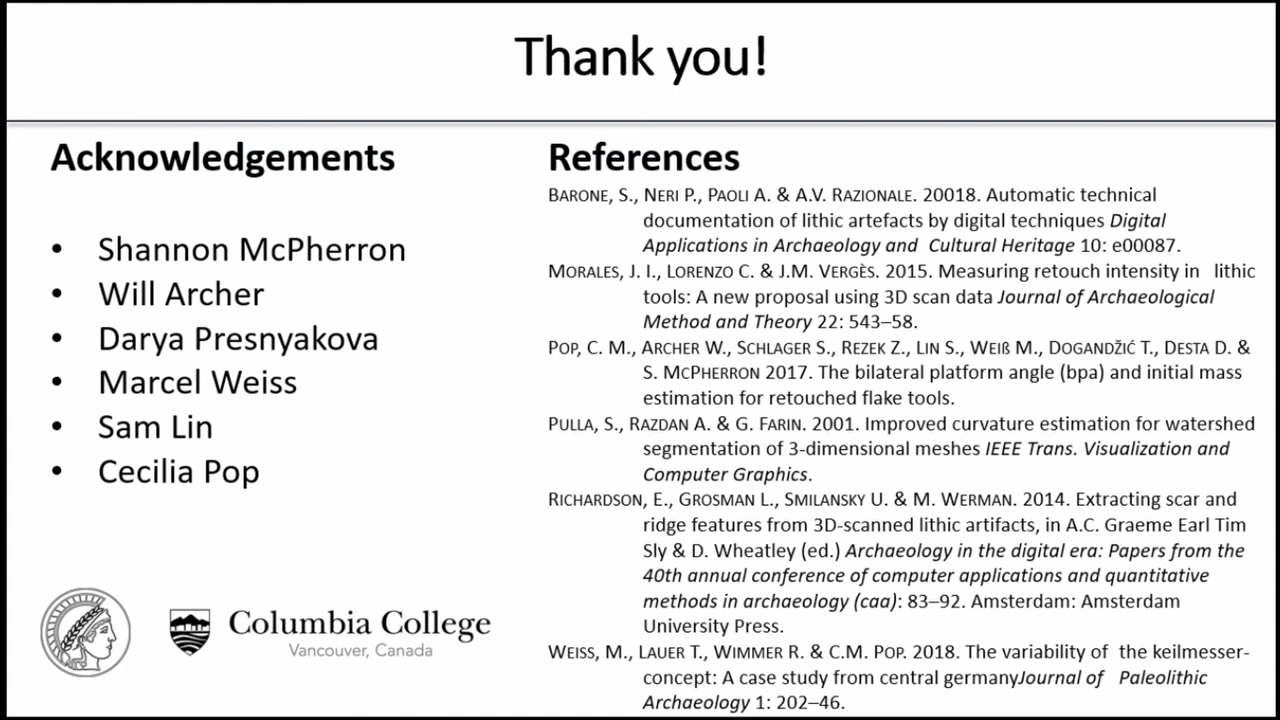 Thank you!
Acknowledgements
• Shannon McPherron
• Will Archer
• Darya Presnyakova
• Marcel Weiss
• Sam Lin
• Cecilia Pop
Columbia College
Vancouver, Canada
References
BARONE, S., NERI P., PAOLI A. & A.V. RAZIONALE. 20018. Automatic technical
documentation of lithic artefacts by digital techniques Digital
Applications in Archaeology and Cultural Heritage 10: e00087.
MORALES, J. I., LORENZO C. & J.M. VERGÈS. 2015. Measuring retouch intensity in lithic
tools: A new proposal using 3D scan data Journal of Archaeological
Method and Theory 22: 543–58.
POP, C. M., ARCHER W., SCHLAGER S., REZEK Z., LIN S., WEIß M., DOGANDŽIĆ T., DESTA D. &
S. MCPHERRON 2017. The bilateral platform angle (bpa) and initial mass
estimation for retouched flake tools.
PULLA, S., RAZDAN A. & G. FARIN. 2001. Improved curvature estimation for watershed
segmentation of 3-dimensional meshes IEEE Trans. Visualization and
Computer Graphics.
RICHARDSON, E., GROSMAN L., SMILANSKY U. & M. WERMAN. 2014. Extracting scar and
ridge features from 3D-scanned lithic artifacts, in A.C. Graeme Earl Tim
Sly & D. Wheatley (ed.) Archaeology in the digital era: Papers from the
40th annual conference of computer applications and quantitative
methods in archaeology (caa): 83–92. Amsterdam: Amsterdam
University Press.
WEISS, M., LAUER T., WIMMER R. & C.M. POP. 2018. The variability of the keilmesser-
concept: A case study from central germanyJournal of Paleolithic
Archaeology 1: 202–46.